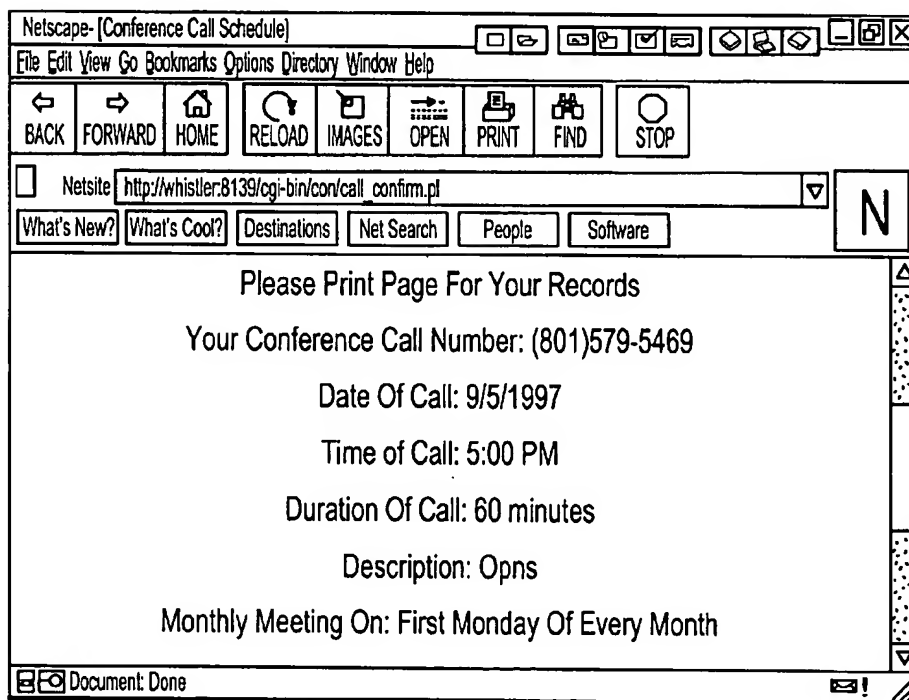 Netscape- [Conference Call Schedule]
File Edit View Go Bookmarks Options Directory Window Help
BACK FORWARD HOME RELOAD IMAGES OPEN PRINT FIND STOP
Netsite http://whistler:8139/cgi-bin/con/call_confirm.pl
N
What's New? What's Cool? Destinations Net Search People Software
Please Print Page For Your Records
Your Conference Call Number: (801)579-5469
Date Of Call: 9/5/1997
Time of Call: 5:00 PM
Duration Of Call: 60 minutes
Description: Opns
Monthly Meeting On: First Monday Of Every Month
Document: Done
!